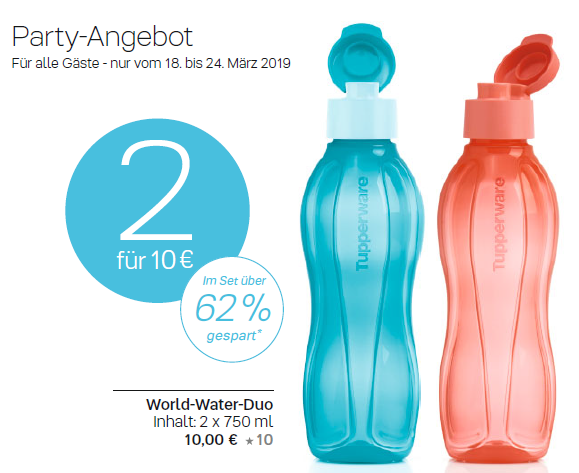 Party-Angebot
Für alle Gäste - nur vom 18. bis 24. März 2019
2
für 10 €
Im Set über
62 %
gespart*
World-Water-Duo
Inhalt: 2 x 750 ml
10,00 € ★10
Tupperware
Tupperware